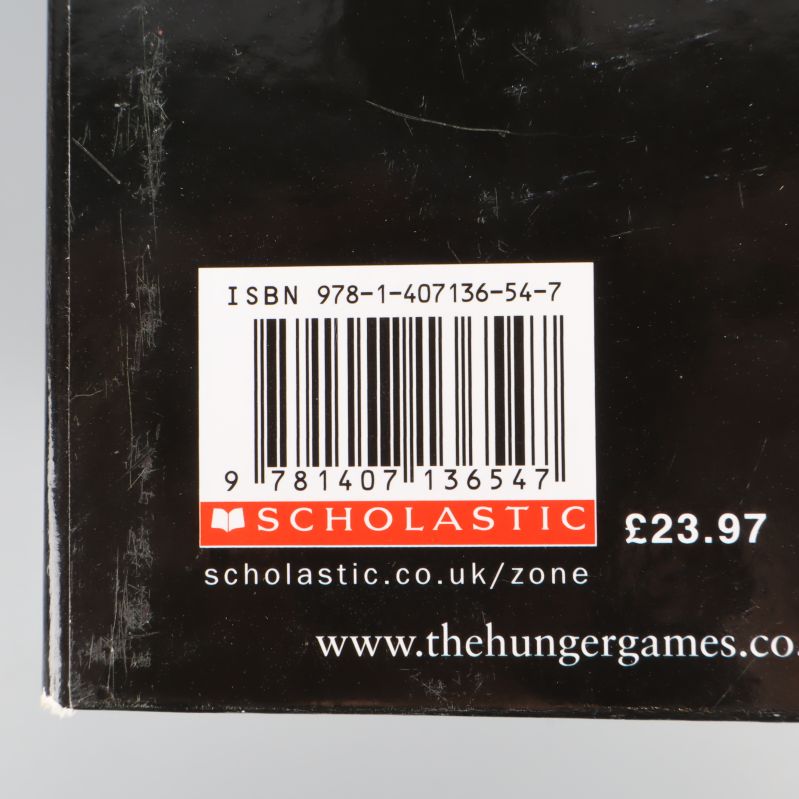 ISBN 978-1-407136-54-7
9 781407 136547
SCHOLASTIC
£23.97
scholastic.co.uk/zone
www.thehungergames.co.